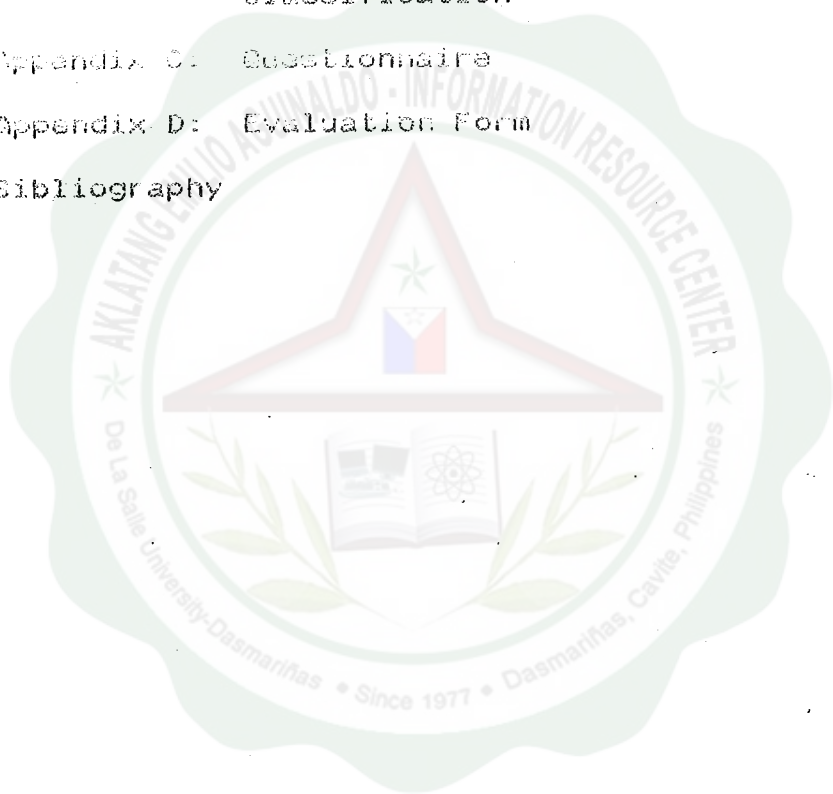 Classification
Appendix C: Questionnaire
Appendix D: Evaluation Form
Bibliography
AKLATANG EMILIO AGUINALDO - INFORMATION RESOURCE CENTER
De La Salle University-Dasmariñas • Since 1977 • Dasmariñas, Cavite, Philippines